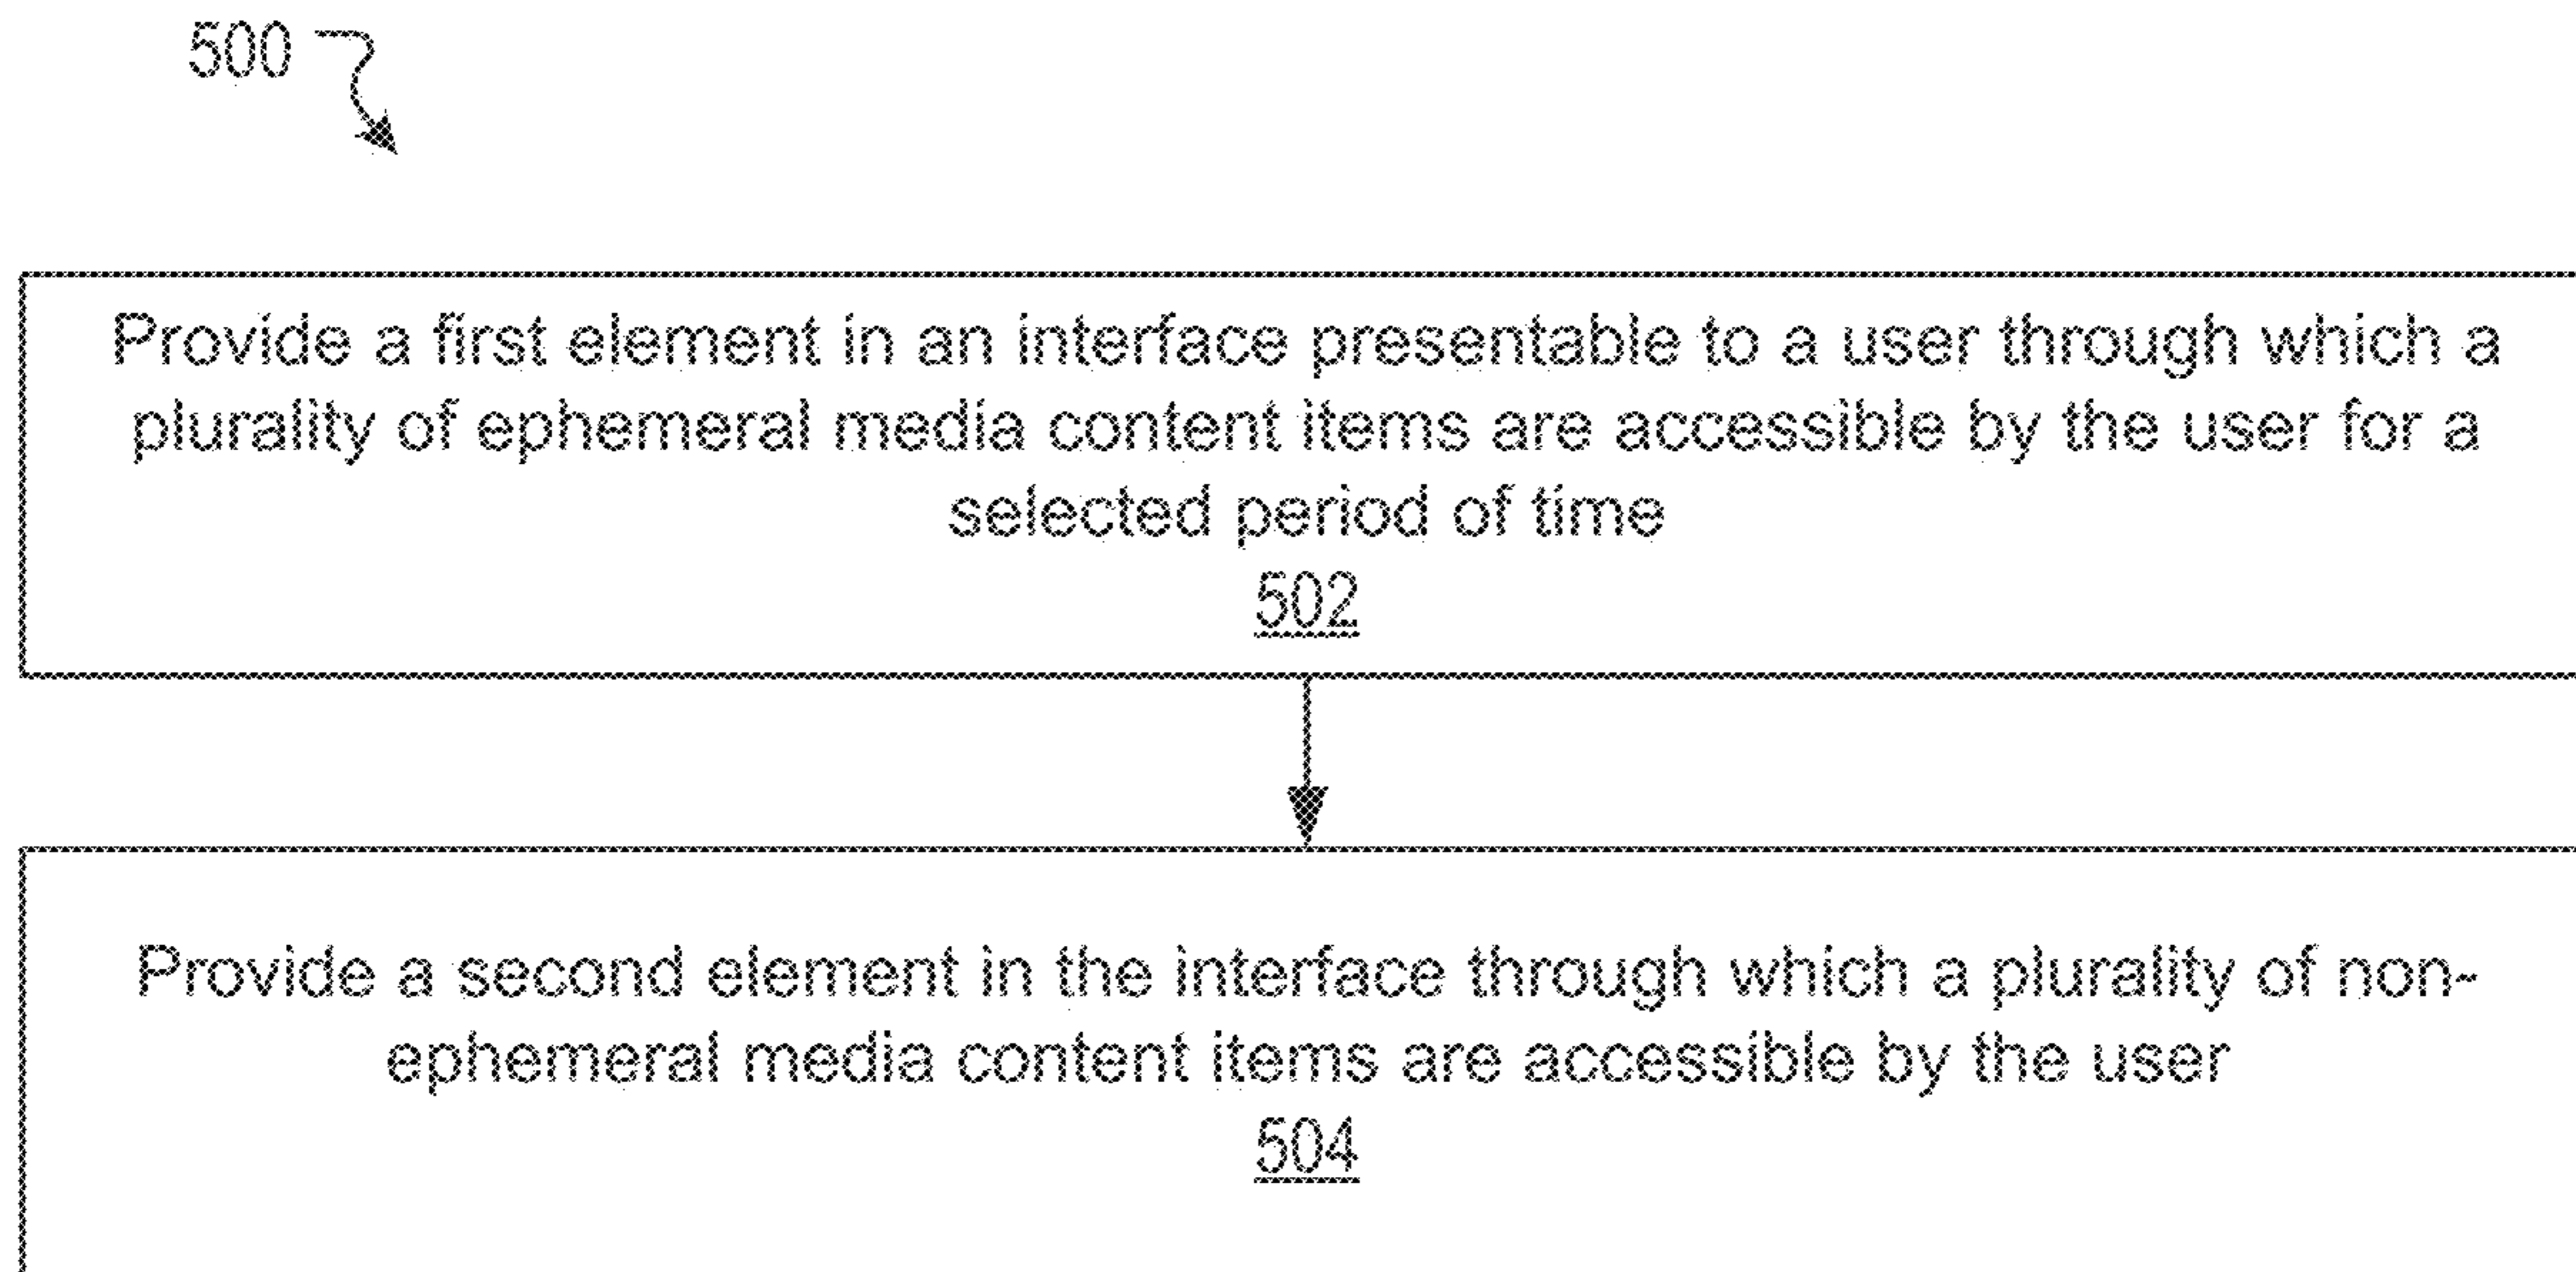 500
Provide a first element in an interface presentable to a user through which a
plurality of ephemeral media content items are accessible by the user for a
selected period of time
502
Provide a second element in the interface through which a plurality of non-
ephemeral media content items are accessible by the user
504